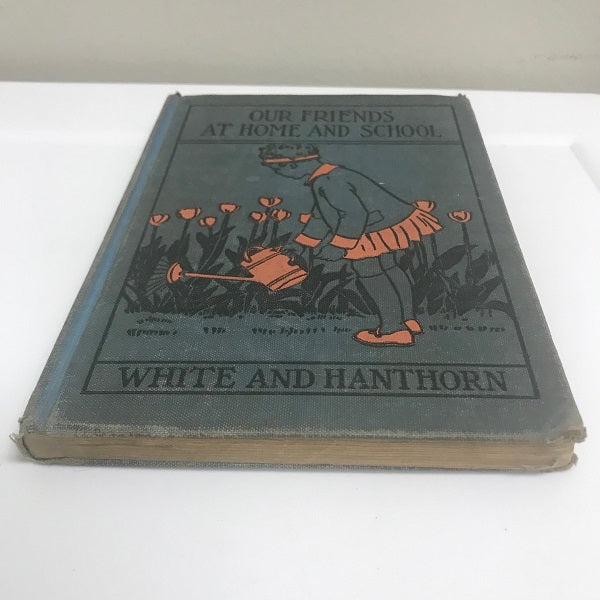 OUR FRIENDS
AT HOME AND SCHOOL
WHITE AND HANTHORN